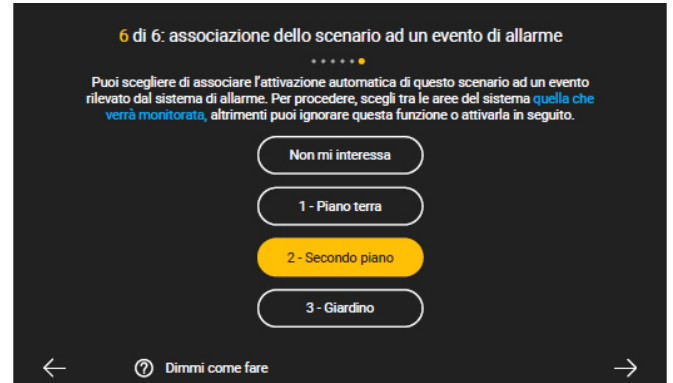 6 di 6: associazione dello scenario ad un evento di allarme
Puoi scegliere di associare l'attivazione automatica di questo scenario ad un evento
rilevato dal sistema di allarme. Per procedere, scegli tra le aree del sistema quella che
verrà monitorata, altrimenti puoi ignorare questa funzione o attivarla in seguito.
Non mi interessa
1 - Piano terra
2 - Secondo piano
3 - Giardino
Dimmi come fare